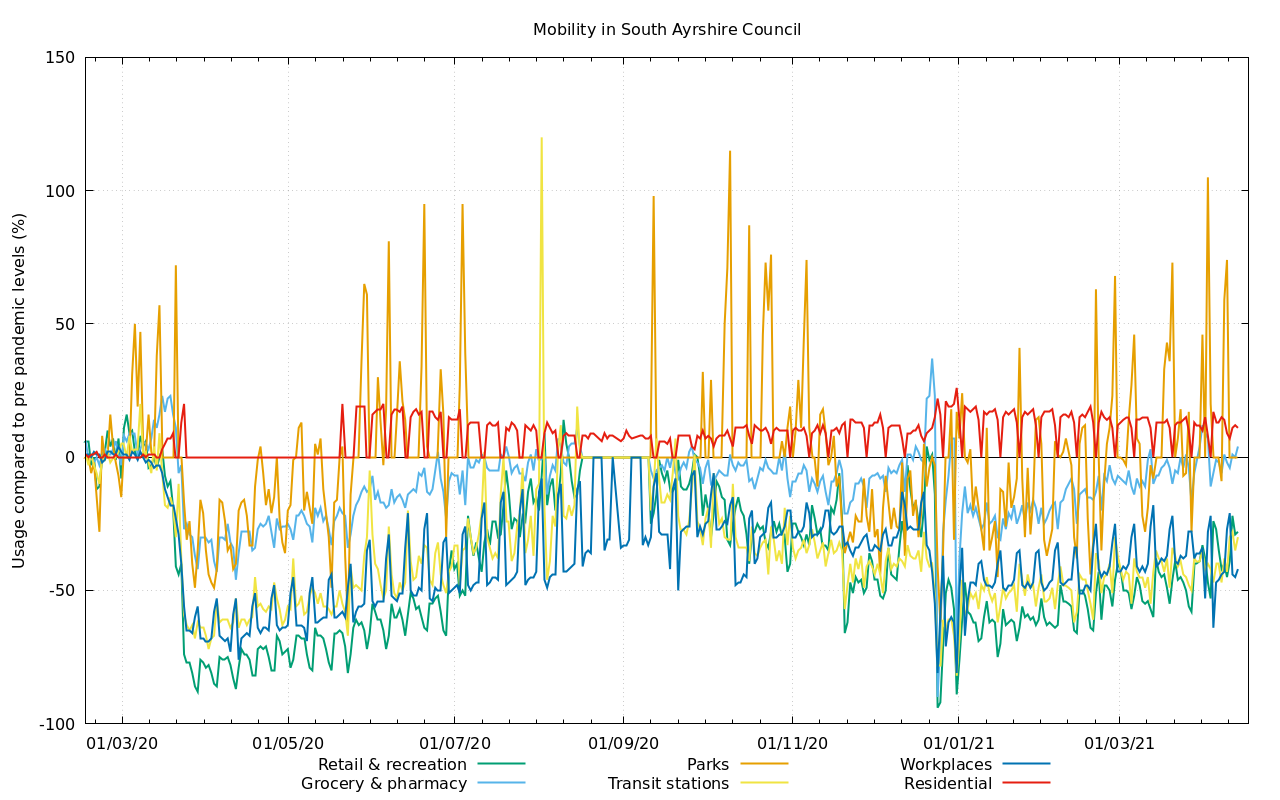 Mobility in South Ayrshire Council
Usage compared to pre pandemic levels (%)
150
100
50
0
-50
-100
01/03/20 01/05/20 01/07/20 01/09/20 01/11/20 01/01/21 01/03/21
Retail & recreation Parks Workplaces
Grocery & pharmacy Transit stations Residential